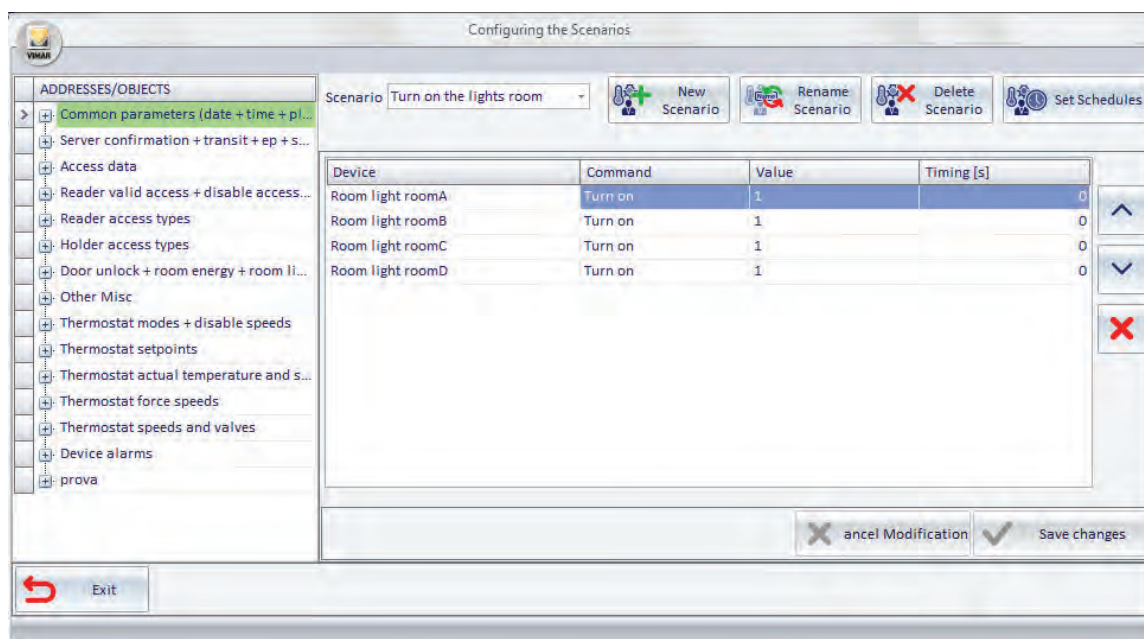 Configuring the Scenarios
VIMAR
ADDRESSES/OBJECTS
Common parameters (date + time + pl...
Server confirmation + transit + ep + s...
Access data
Reader valid access + disable access...
Reader access types
Holder access types
Door unlock + room energy + room li...
Other Misc
Thermostat modes + disable speeds
Thermostat setpoints
Thermostat actual temperature and s...
Thermostat force speeds
Thermostat speeds and valves
Device alarms
prova
Scenario Turn on the lights room
New
Scenario
Rename
Scenario
Delete
Scenario
Set Schedules
Device Command Value Timing [s]
Room light roomA Turn on 1 0
Room light roomB Turn on 1 0
Room light roomC Turn on 1 0
Room light roomD Turn on 1 0
ancel Modification
Save changes
Exit